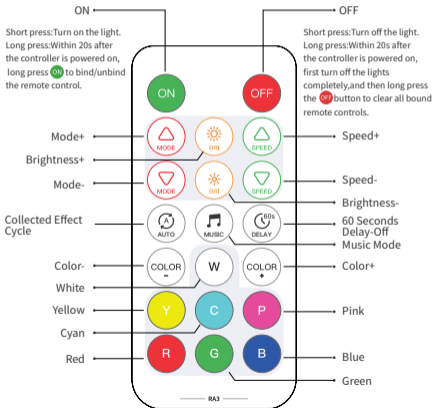 ON
OFF
Short press:Turn on the light.
Long press:Within 20s after
the controller is powered on,
long press ON to bind/unbind
the remote control.
Short press:Turn off the light.
Long press:Within 20s after
the controller is powered on,
first turn off the lights
completely,and then long press
the OFF button to clear all bound
remote controls.
ON
OFF
Mode+
Brightness+
Mode-
Collected Effect
Cycle
Color-
White
Yellow
Cyan
Red
MODE
BRI
SPEED
MODE
BRI
SPEED
A
AUTO
MUSIC
60s
DELAY
COLOR
-
W
COLOR
+
Y
C
P
R
G
B
RA3
Speed+
Speed-
Brightness-
60 Seconds
Delay-Off
Music Mode
Color+
Pink
Blue
Green